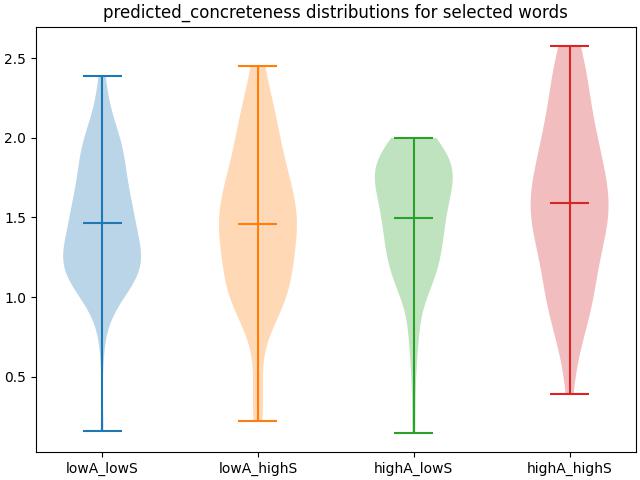 predicted_concreteness distributions for selected words
2.5
2.0
1.5
1.0
0.5
lowA_lowS lowA_highS highA_lowS highA_highS